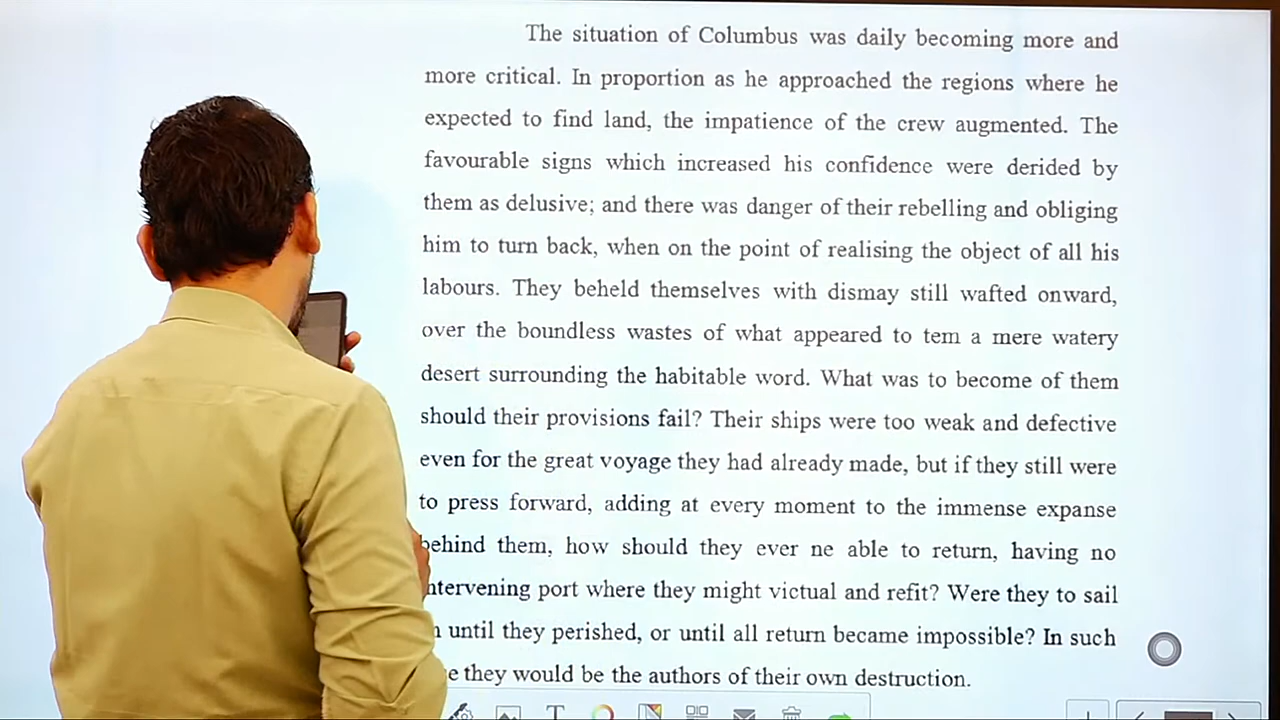 The situation of Columbus was daily becoming more and
more critical. In proportion as he approached the regions where he
expected to find land, the impatience of the crew augmented. The
favourable signs which increased his confidence were derided by
them as delusive; and there was danger of their rebelling and obliging
him to turn back, when on the point of realising the object of all his
labours. They beheld themselves with dismay still wafted onward,
over the boundless wastes of what appeared to tem a mere watery
desert surrounding the habitable word. What was to become of them
should their provisions fail? Their ships were too weak and defective
even for the great voyage they had already made, but if they still were
to press forward, adding at every moment to the immense expanse
behind them, how should they ever ne able to return, having no
ntervening port where they might victual and refit? Were they to sail
until they perished, or until all return became impossible? In such
they would be the authors of their own destruction.